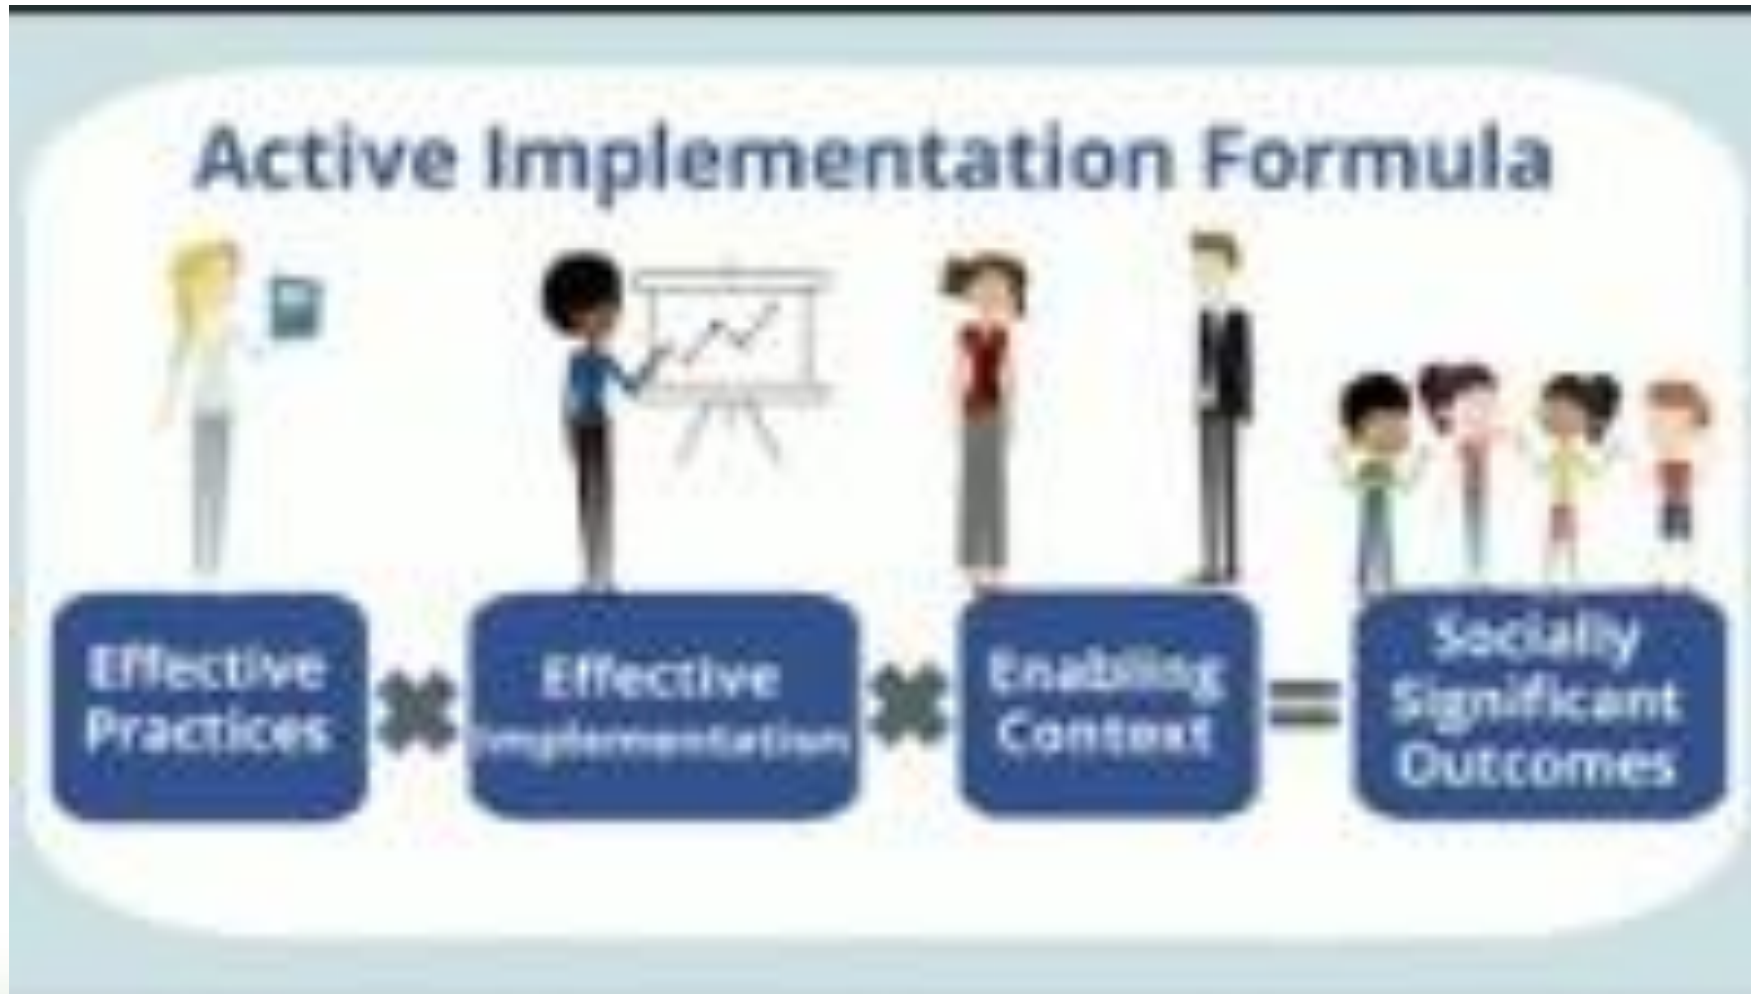 Active Implementation Formula
Effective
Practices
Effective
Implementation
Enabling
Context
Socially
Significant
Outcomes